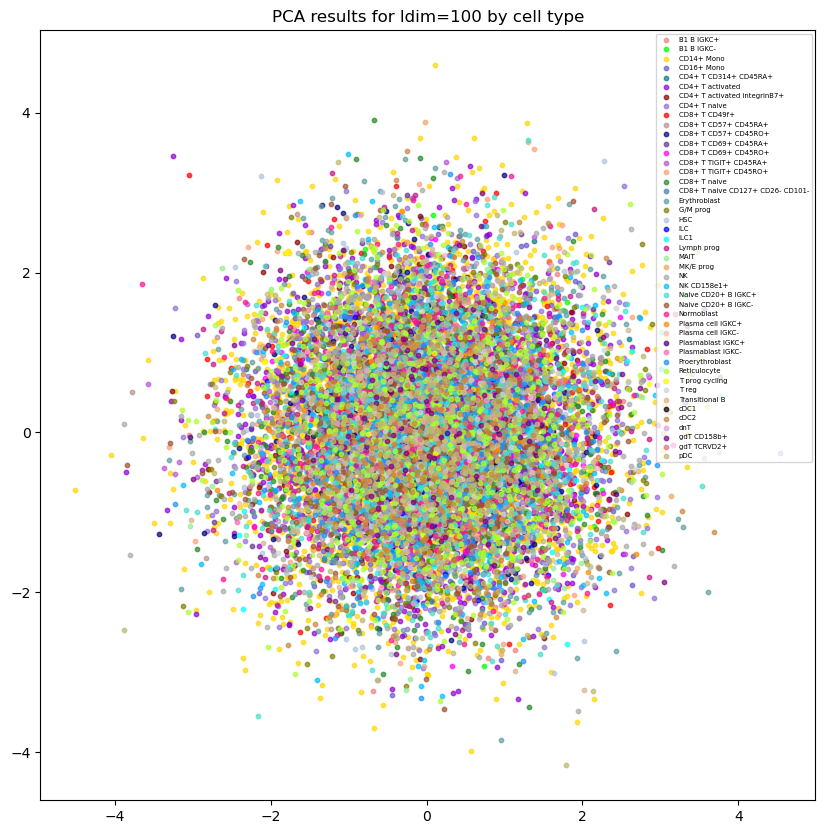 PCA results for ldim=100 by cell type
B1 B IGKC+
B1 B IGKC-
CD14+ Mono
CD16+ Mono
CD4+ T CD314+ CD45RA+
CD4+ T activated
CD4+ T activated integrinB7+
CD4+ T naive
CD8+ T CD49f+
CD8+ T CD57+ CD45RA+
CD8+ T CD57+ CD45RO+
CD8+ T CD69+ CD45RA+
CD8+ T CD69+ CD45RO+
CD8+ T TIGIT+ CD45RA+
CD8+ T TIGIT+ CD45RO+
CD8+ T naive
CD8+ T naive CD127+ CD26- CD101-
Erythroblast
G/M prog
HSC
ILC
ILC1
Lymph prog
MAIT
MK/E prog
NK
NK CD158e1+
Naive CD20+ B IGKC+
Naive CD20+ B IGKC-
Normoblast
Plasma cell IGKC+
Plasma cell IGKC-
Plasmablast IGKC+
Plasmablast IGKC-
Proerythroblast
Reticulocyte
T prog cycling
T reg
Transitional B
cDC1
cDC2
dnT
gdT CD158b+
gdT TCRVD2+
pDC
4
2
0
−2
−4
−4 −2 0 2 4